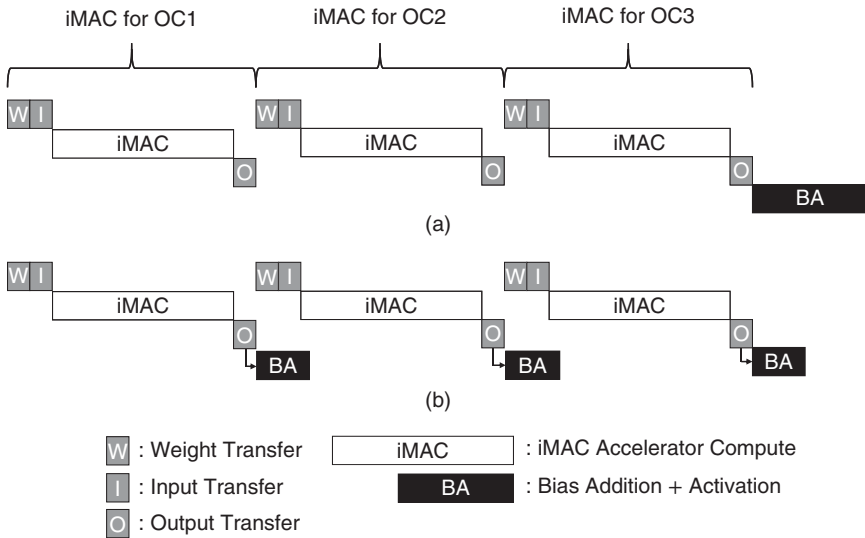 iMAC for OC1 iMAC for OC2 iMAC for OC3
W I W I W I
iMAC iMAC iMAC
O O O
BA
(a)
W I W I W I
iMAC iMAC iMAC
O O O
BA BA BA
(b)
W : Weight Transfer iMAC : iMAC Accelerator Compute
I : Input Transfer BA : Bias Addition + Activation
O : Output Transfer